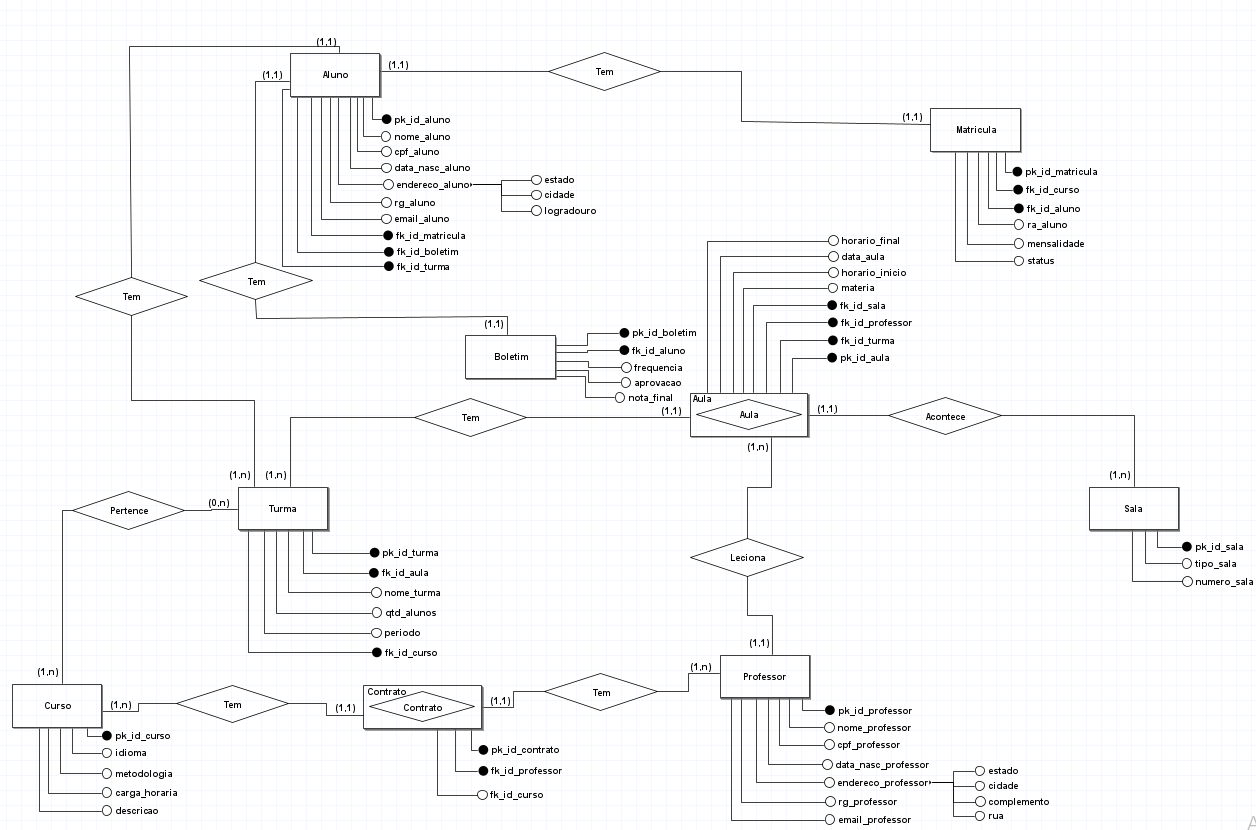 (1,1)
Aluno
(1,1)
(1,1)
Tem
(1,1)
Matricula
pk_id_aluno
nome_aluno
cpf_aluno
data_nasc_aluno
endereco_aluno
estado
cidade
logradouro
rg_aluno
email_aluno
fk_id_matricula
fk_id_boletim
fk_id_turma
pk_id_matricula
fk_id_curso
fk_id_aluno
ra_aluno
mensalidade
status
Tem
Tem
horario_final
data_aula
horario_inicio
materia
fk_id_sala
fk_id_professor
fk_id_turma
pk_id_aula
(1,1)
Boletim
pk_id_boletim
fk_id_aluno
frequencia
aprovacao
nota_final
Tem
(1,1)
Aula
Aula
(1,1)
Acontece
(1,n)
(1,n)
(1,n)
(1,n)
Pertence
(0,n)
Turma
Sala
pk_id_sala
tipo_sala
numero_sala
pk_id_turma
fk_id_aula
nome_turma
qtd_alunos
periodo
fk_id_curso
Leciona
(1,1)
(1,n)
Curso
(1,n)
Tem
(1,1)
Contrato
Contrato
(1,1)
Tem
(1,n)
Professor
pk_id_curso
idioma
metodologia
carga_horaria
descricao
pk_id_contrato
fk_id_professor
fk_id_curso
pk_id_professor
nome_professor
cpf_professor
data_nasc_professor
endereco_professor
estado
cidade
complemento
rua
rg_professor
email_professor